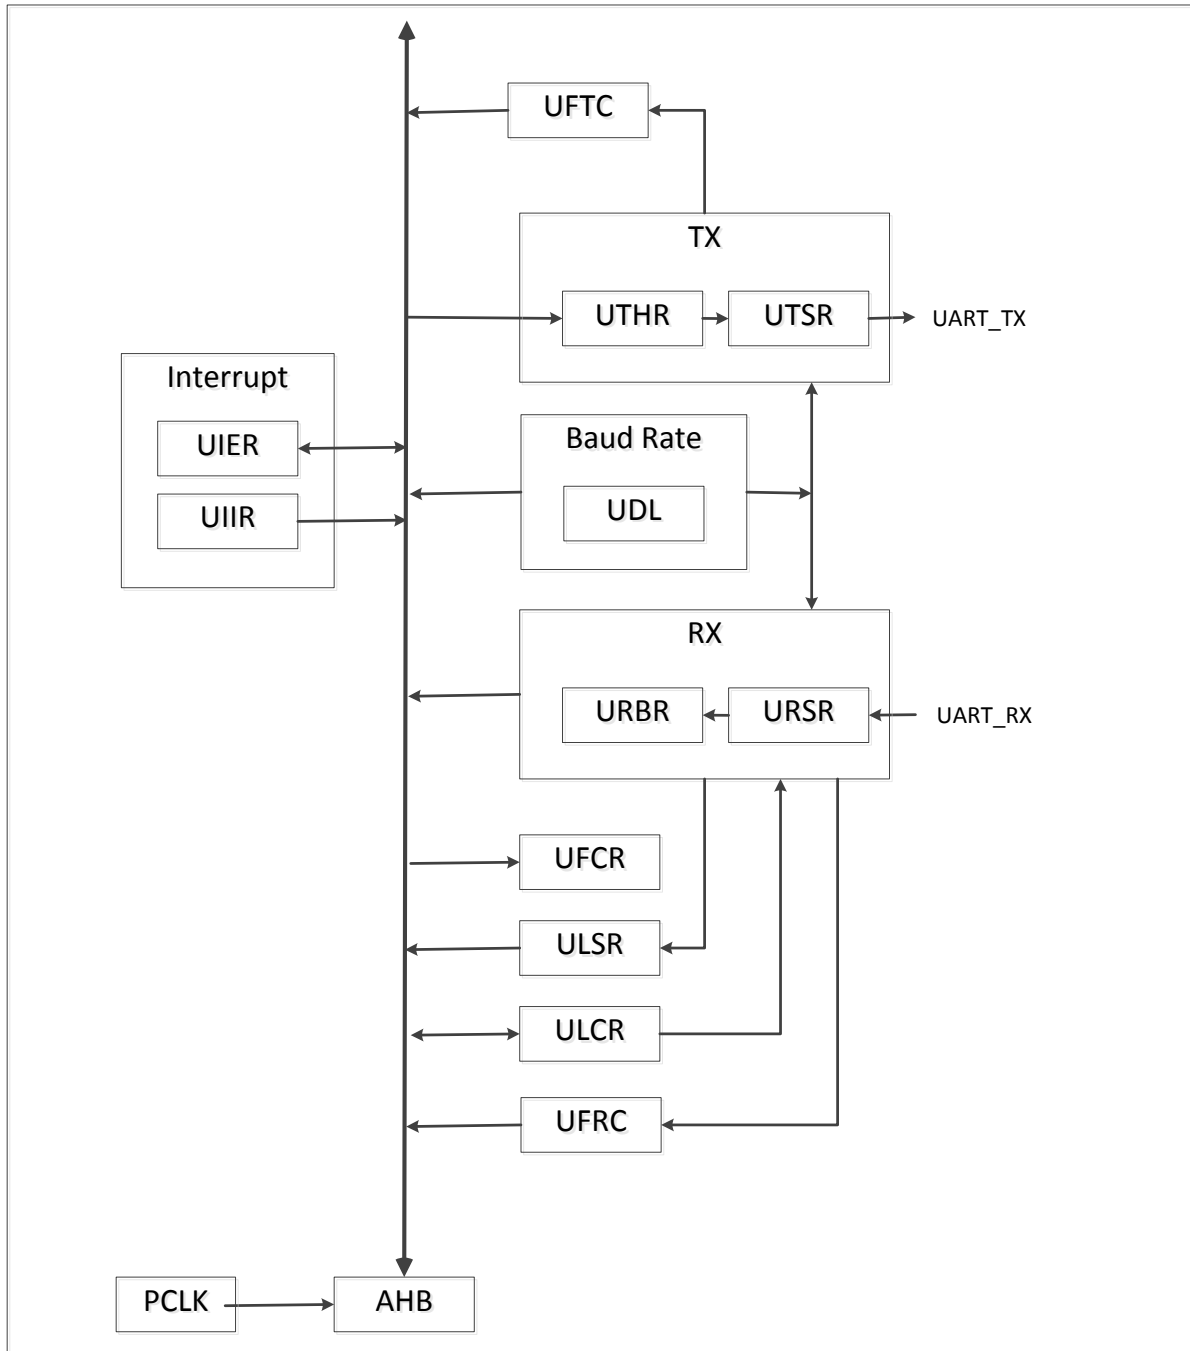 UFTC
TX
UTHR
UTSR
UART_TX
Interrupt
UIER
UIIR
Baud Rate
UDL
RX
URBR
URSR
UART_RX
UFCR
ULSR
ULCR
UFRC
PCLK
AHB